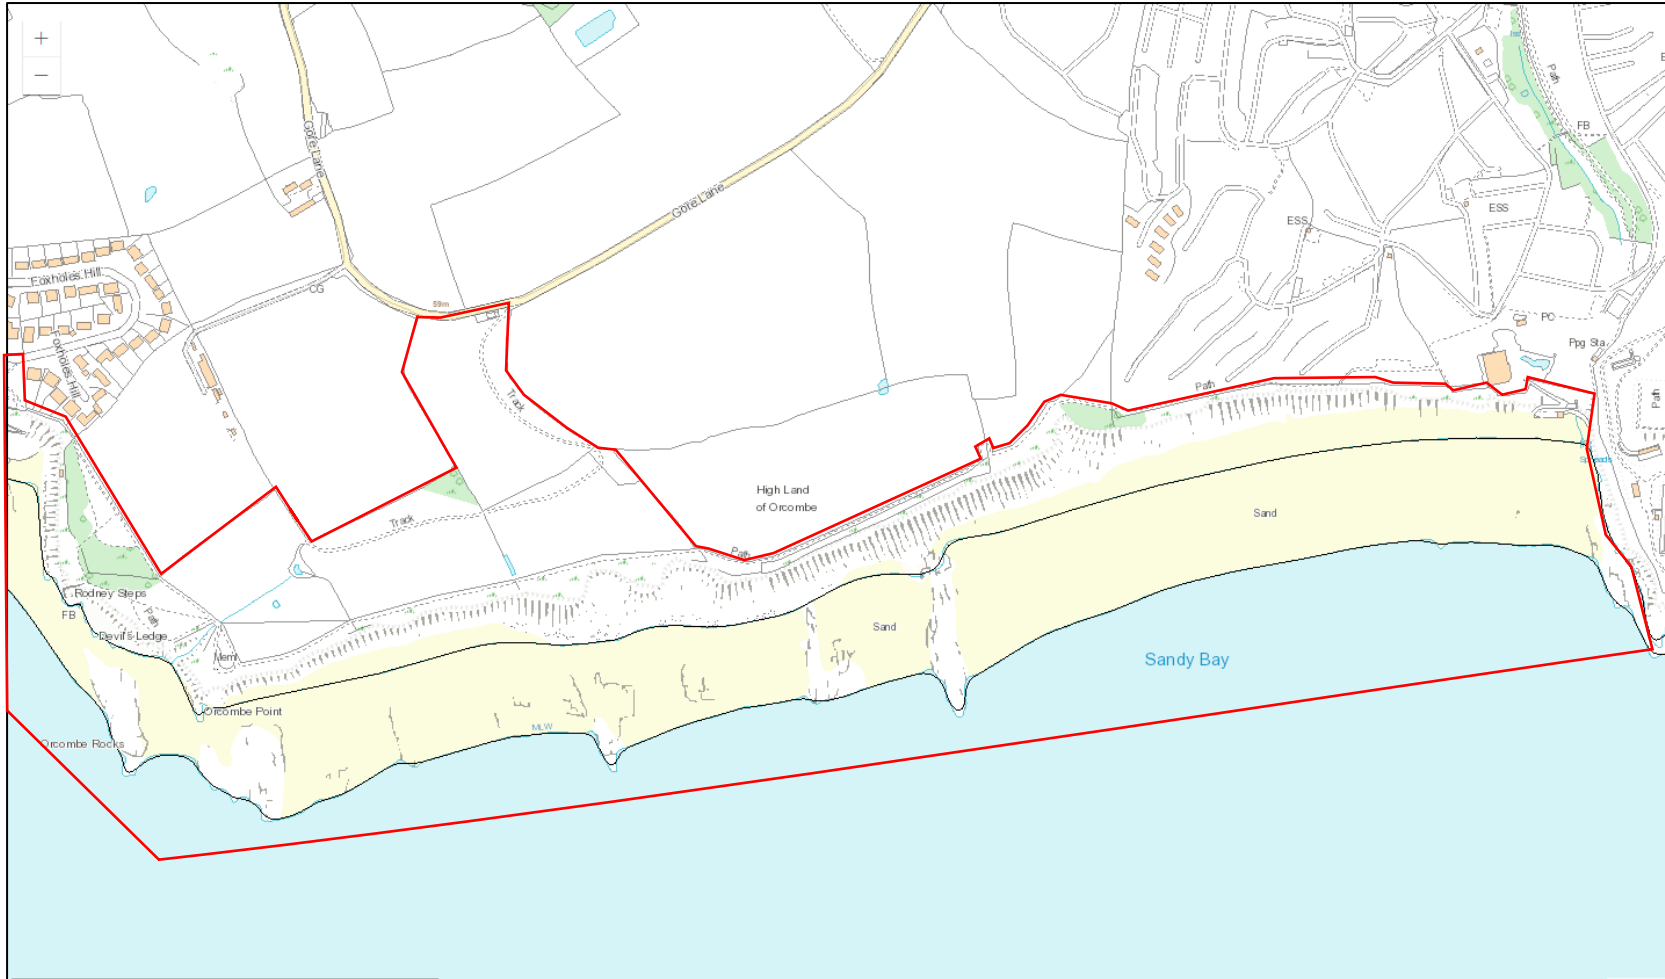 +
−
Gore Lane
Path
FB
Gore Lane
ESS
ESS
Foxholes Hill
CG
59m
PC
Ppg Sta
Foxholes Hill
Path
Track
Path
Spreads
High Land
of Orcombe
Sand
Track
Path
Rodney Steps
FB
Path
Devil's Ledge
Sand
Meml
Sandy Bay
Orcombe Point
MLW
Orcombe Rocks